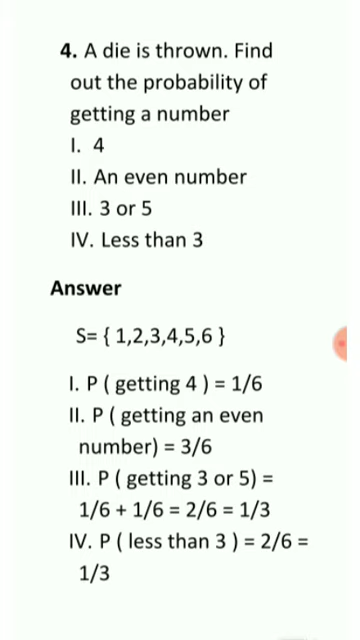 4. A die is thrown. Find
out the probability of
getting a number
I. 4
II. An even number
III. 3 or 5
IV. Less than 3
Answer
S= { 1,2,3,4,5,6 }
I. P ( getting 4 ) = 1/6
II. P ( getting an even
number) = 3/6
III. P ( getting 3 or 5) =
1/6 + 1/6 = 2/6 = 1/3
IV. P ( less than 3 ) = 2/6 =
1/3